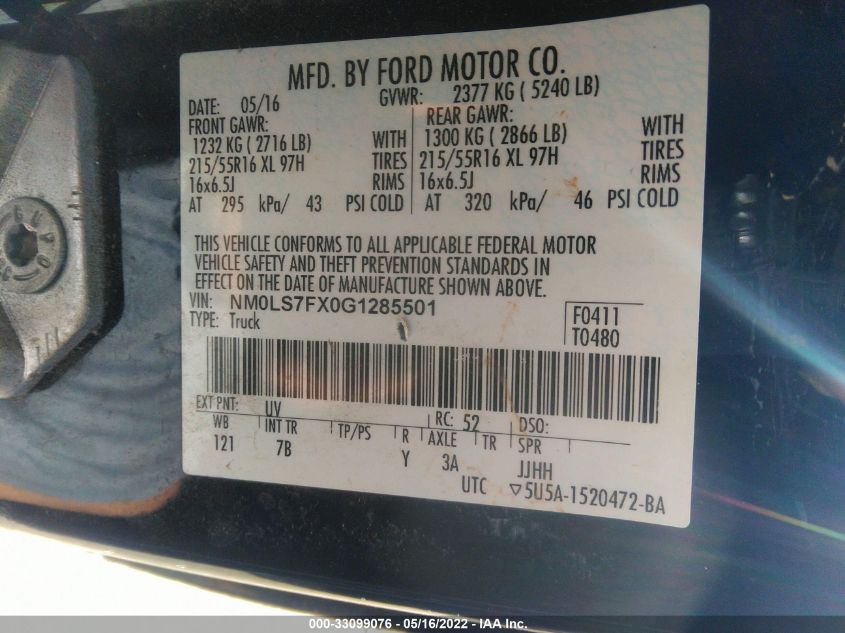 MFD. BY FORD MOTOR CO.
DATE: 05/16 GVWR: 2377 KG ( 5240 LB)
FRONT GAWR: REAR GAWR:
1232 KG ( 2716 LB) WITH 1300 KG ( 2866 LB) WITH
215/55R16 XL 97H TIRES 215/55R16 XL 97H TIRES
16x6.5J RIMS 16x6.5J RIMS
AT 295 kPa/ 43 PSI COLD AT 320 kPa/ 46 PSI COLD
THIS VEHICLE CONFORMS TO ALL APPLICABLE FEDERAL MOTOR
VEHICLE SAFETY AND THEFT PREVENTION STANDARDS IN
EFFECT ON THE DATE OF MANUFACTURE SHOWN ABOVE.
VIN: NM0LS7FX0G1285501 F0411
TYPE: Truck T0480
EXT PNT: UV RC: 52 DSO:
WB INT TR TP/PS R AXLE TR SPR
121 7B Y 3A JJHH
UTC ▽5U5A-1520472-BA
000-33099076 - 05/16/2022 - IAA Inc.